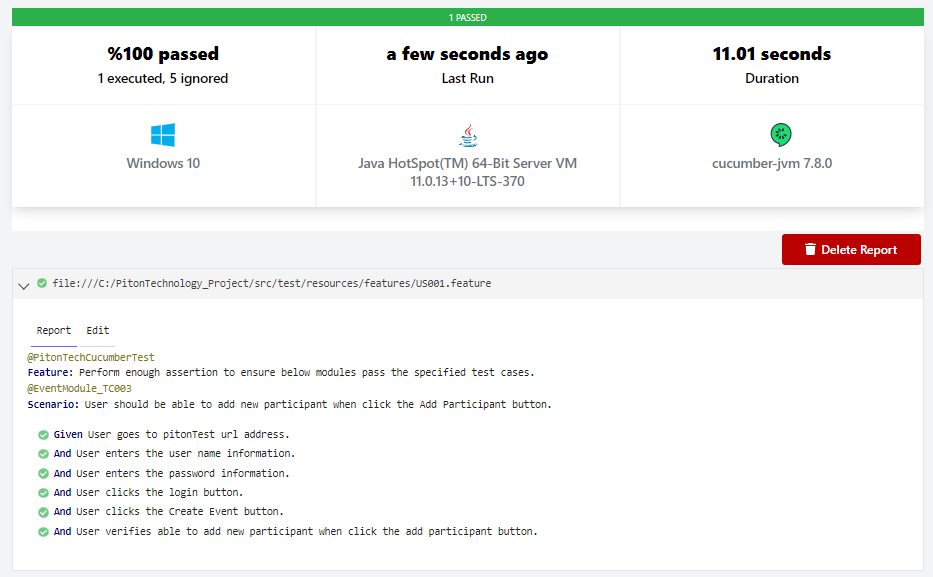 1 PASSED
%100 passed
1 executed, 5 ignored
a few seconds ago
Last Run
11.01 seconds
Duration
Windows 10
Java HotSpot(TM) 64-Bit Server VM
11.0.13+10-LTS-370
cucumber-jvm 7.8.0
Delete Report
file:///C:/PitonTechnology_Project/src/test/resources/features/US001.feature
Report Edit
@PitonTechCucumberTest
Feature: Perform enough assertion to ensure below modules pass the specified test cases.
@EventModule_TC003
Scenario: User should be able to add new participant when click the Add Participant button.
Given User goes to pitonTest url address.
And User enters the user name information.
And User enters the password information.
And User clicks the login button.
And User clicks the Create Event button.
And User verifies able to add new participant when click the add participant button.